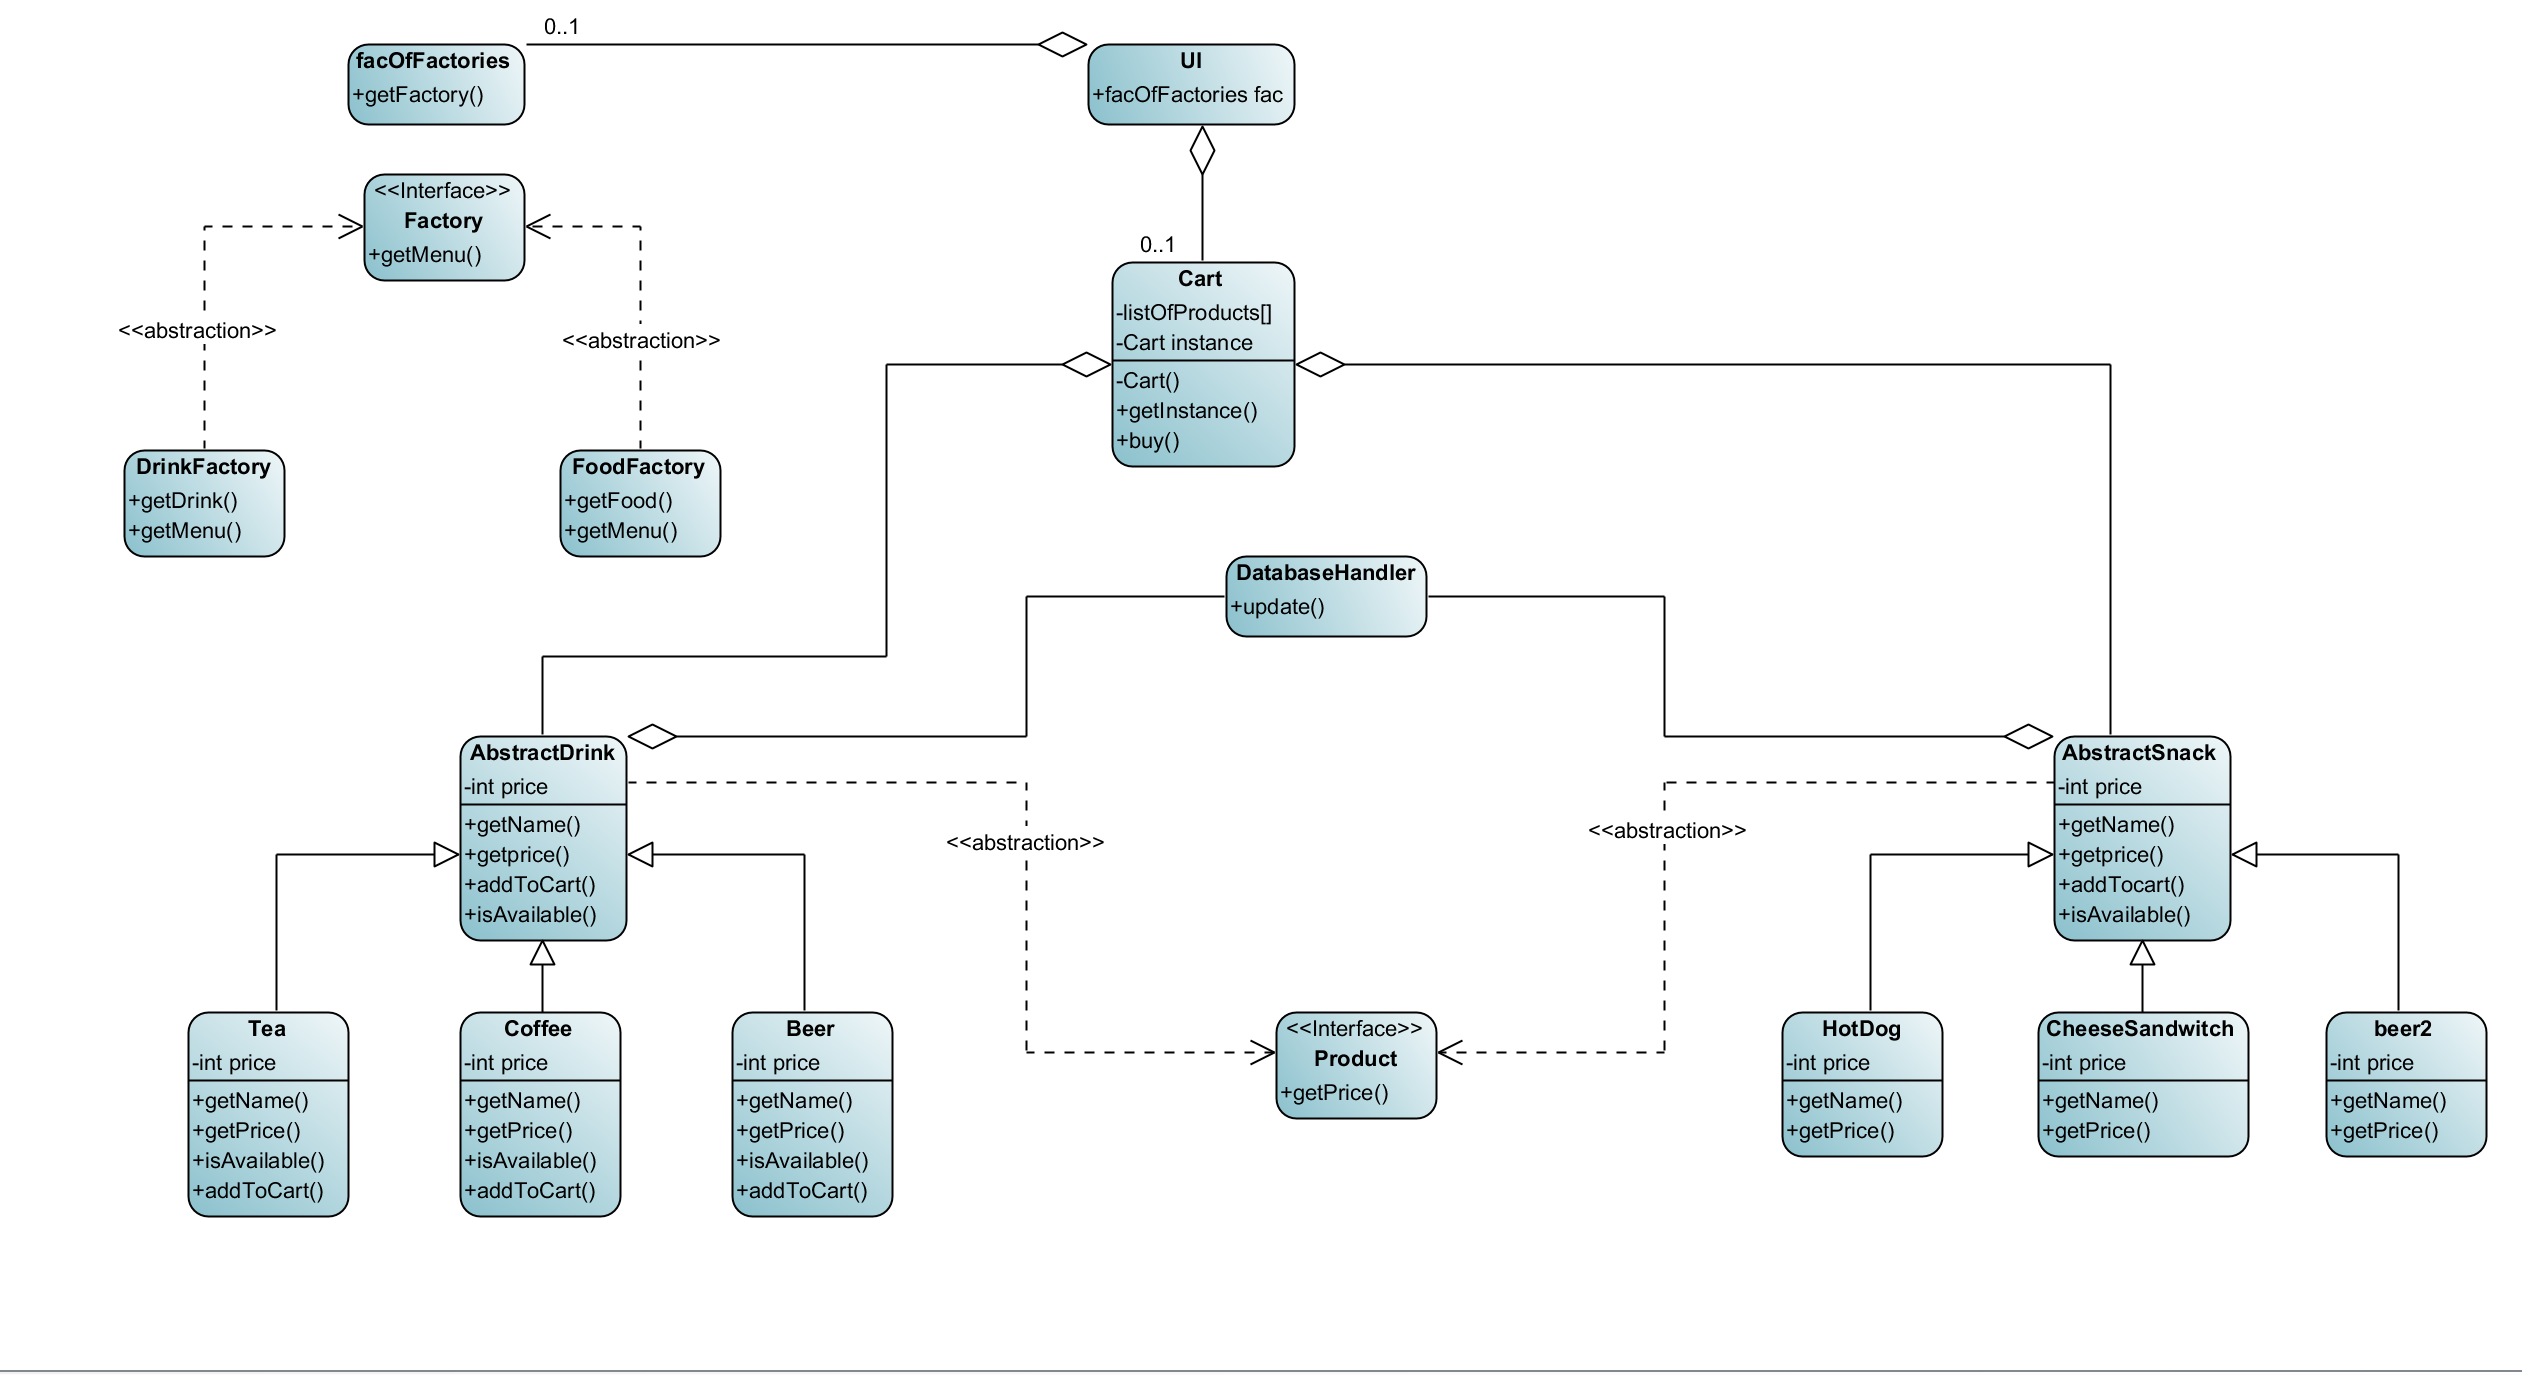 0..1
facOfFactories
+getFactory()
UI
+facOfFactories fac
<<Interface>>
Factory
+getMenu()
0..1
Cart
-listOfProducts[]
-Cart instance
-Cart()
+getInstance()
+buy()
<<abstraction>>
<<abstraction>>
DrinkFactory
+getDrink()
+getMenu()
FoodFactory
+getFood()
+getMenu()
DatabaseHandler
+update()
AbstractDrink
-int price
+getName()
+getprice()
+addToCart()
+isAvailable()
<<abstraction>>
<<abstraction>>
AbstractSnack
-int price
+getName()
+getprice()
+addTocart()
+isAvailable()
Tea
-int price
+getName()
+getPrice()
+isAvailable()
+addToCart()
Coffee
-int price
+getName()
+getPrice()
+isAvailable()
+addToCart()
Beer
-int price
+getName()
+getPrice()
+isAvailable()
+addToCart()
<<Interface>>
Product
+getPrice()
HotDog
-int price
+getName()
+getPrice()
CheeseSandwitch
-int price
+getName()
+getPrice()
beer2
-int price
+getName()
+getPrice()